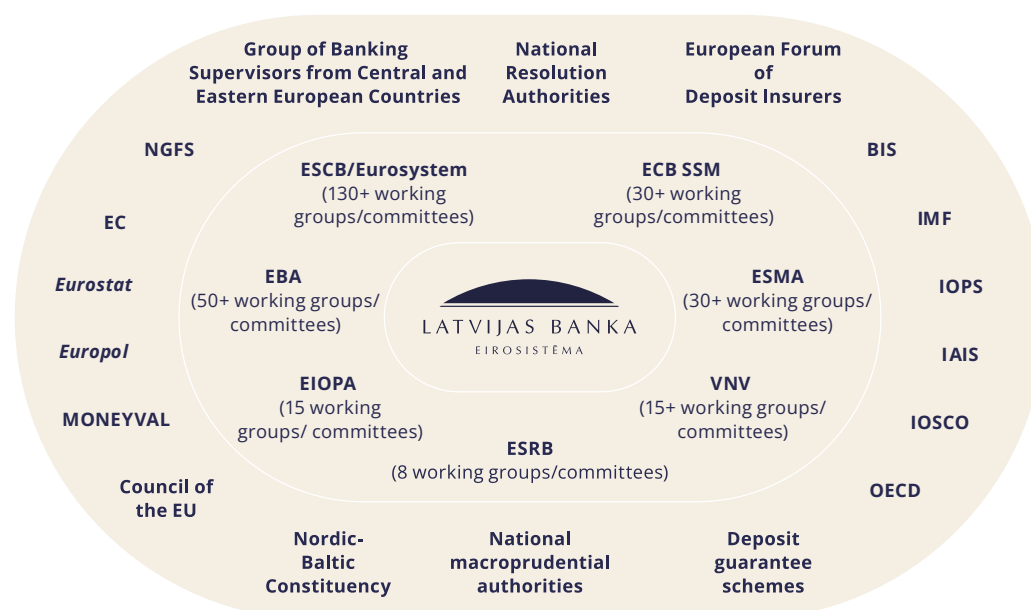 Group of Banking
Supervisors from Central and
Eastern European Countries
National
Resolution
Authorities
European Forum
of
Deposit Insurers
NGFS
BIS
ESCB/Eurosystem
(130+ working
groups/committees)
ECB SSM
(30+ working
groups/committees)
EC
IMF
EBA
(50+ working groups/
committees)
ESMA
(30+ working groups/
committees)
Eurostat
IOPS
LATVIJAS BANKA
EIROSISTĒMA
Europol
IAIS
EIOPA
(15 working
groups/ committees)
VNV
(15+ working groups/
committees)
MONEYVAL
IOSCO
ESRB
(8 working groups/committees)
Council of
the EU
OECD
Nordic-
Baltic
Constituency
National
macroprudential
authorities
Deposit
guarantee
schemes